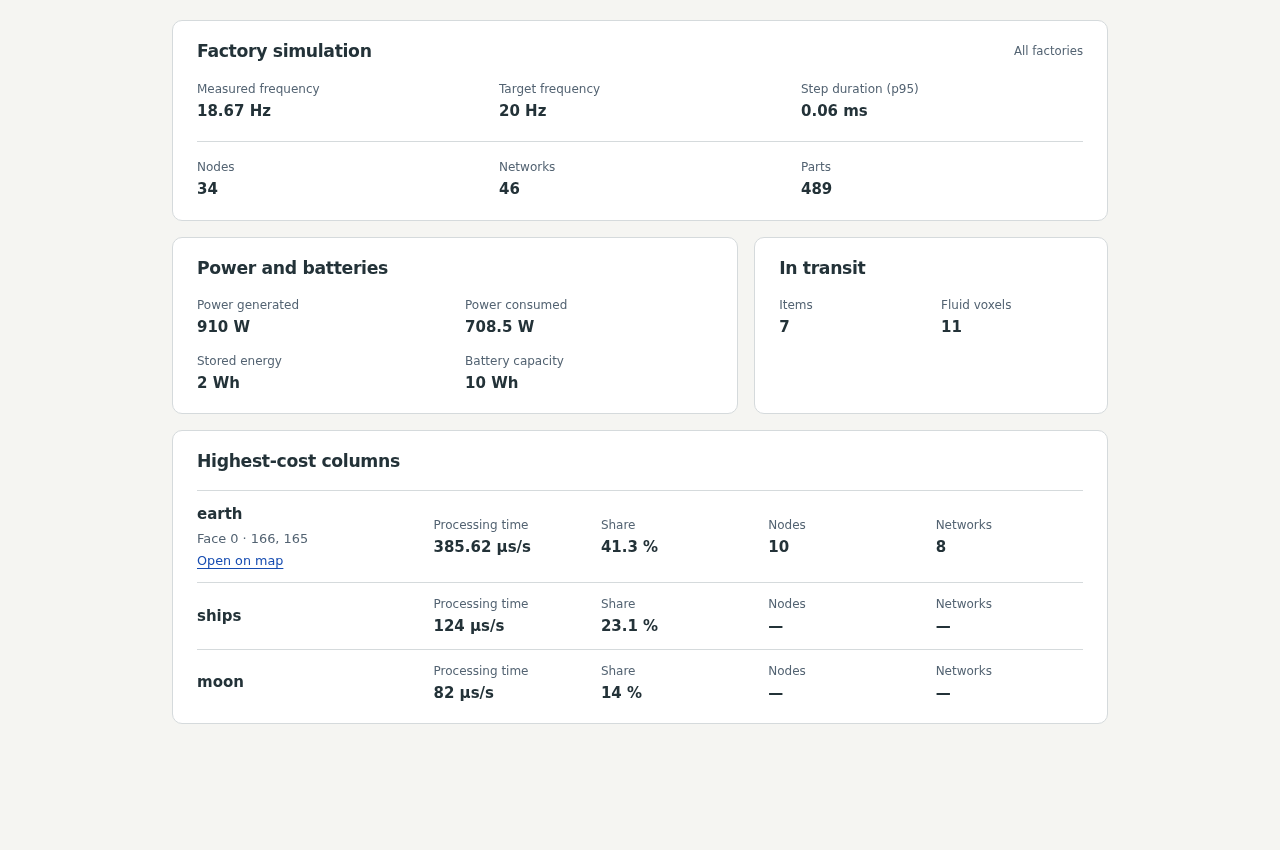 Factory simulation
All factories
Measured frequency
Target frequency
Step duration (p95)
18.67 Hz
20 Hz
0.06 ms
Nodes
Networks
Parts
34
46
489
Power and batteries
Power generated
Power consumed
910 W
708.5 W
Stored energy
Battery capacity
2 Wh
10 Wh
In transit
Items
Fluid voxels
7
11
Highest-cost columns
earth
Face 0 · 166, 165
Open on map
Processing time
Share
Nodes
Networks
385.62 µs/s
41.3 %
10
8
ships
Processing time
Share
Nodes
Networks
124 µs/s
23.1 %
—
—
moon
Processing time
Share
Nodes
Networks
82 µs/s
14 %
—
—